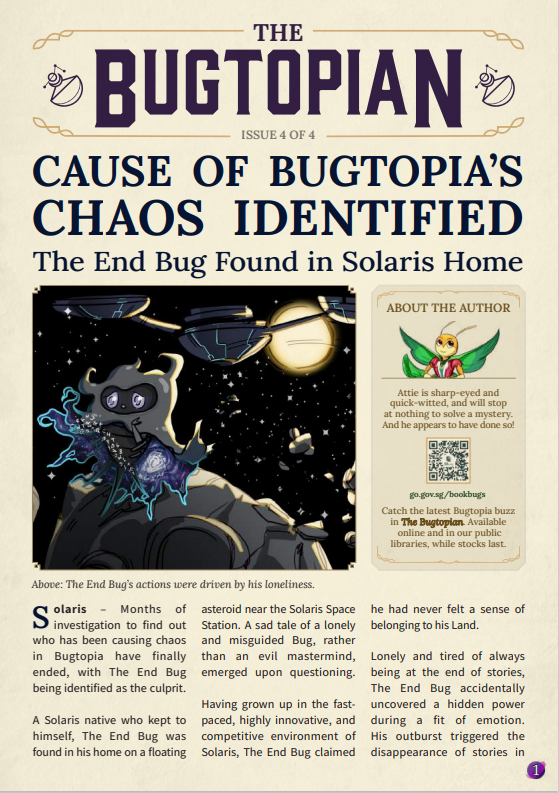 THE
BUGTOPIAN
ISSUE 4 OF 4
CAUSE OF BUGTOPIA'S
CHAOS IDENTIFIED
The End Bug Found in Solaris Home
ABOUT THE AUTHOR
Attie is sharp-eyed and
quick-witted, and will stop
at nothing to solve a mystery.
And he appears to have done so!
go.gov.sg/bookbugs
Catch the latest Bugtopia buzz
in The Bugtopian. Available
online and in our public
libraries, while stocks last.
Above: The End Bug's actions were driven by his loneliness.
Solaris – Months of
investigation to find out
who has been causing chaos
in Bugtopia have finally
ended, with The End Bug
being identified as the culprit.
A Solaris native who kept to
himself, The End Bug was
found in his home on a floating
asteroid near the Solaris Space
Station. A sad tale of a lonely
and misguided Bug, rather
than an evil mastermind,
emerged upon questioning.
Having grown up in the fast-
paced, highly innovative, and
competitive environment of
Solaris, The End Bug claimed
he had never felt a sense of
belonging to his Land.
Lonely and tired of always
being at the end of stories,
The End Bug accidentally
uncovered a hidden power
during a fit of emotion.
His outburst triggered the
disappearance of stories in
1